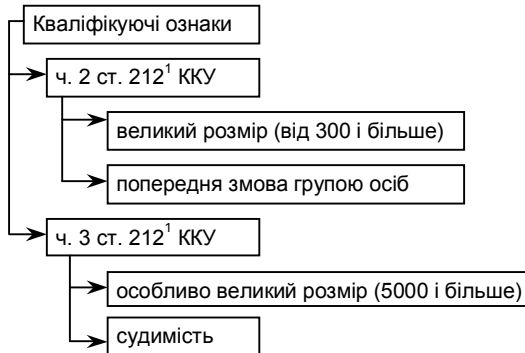 Кваліфікуючі ознаки
ч. 2 ст. 212¹ ККУ
великий розмір (від 300 і більше)
попередня змова групою осіб
ч. 3 ст. 212¹ ККУ
особливо великий розмір (5000 і більше)
судимість